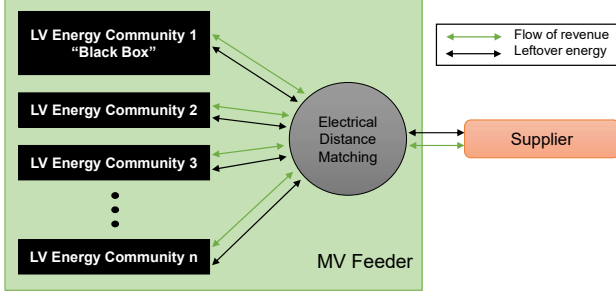 LV Energy Community 1
“Black Box”
LV Energy Community 2
LV Energy Community 3
LV Energy Community n
Electrical
Distance
Matching
MV Feeder
Flow of revenue
Leftover energy
Supplier